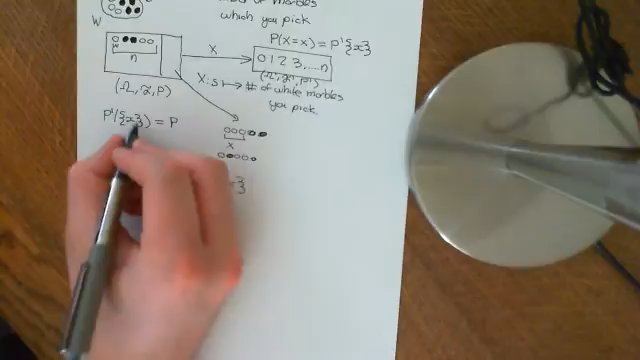 of marbles
which you pick
W
P(X=x) = P'{x}
X
0 1 2 3,....n
n
(Ω', F', P')
(Ω, F, P)
X: Ω ↦ # of white marbles
you pick
P'({x}) = P
x